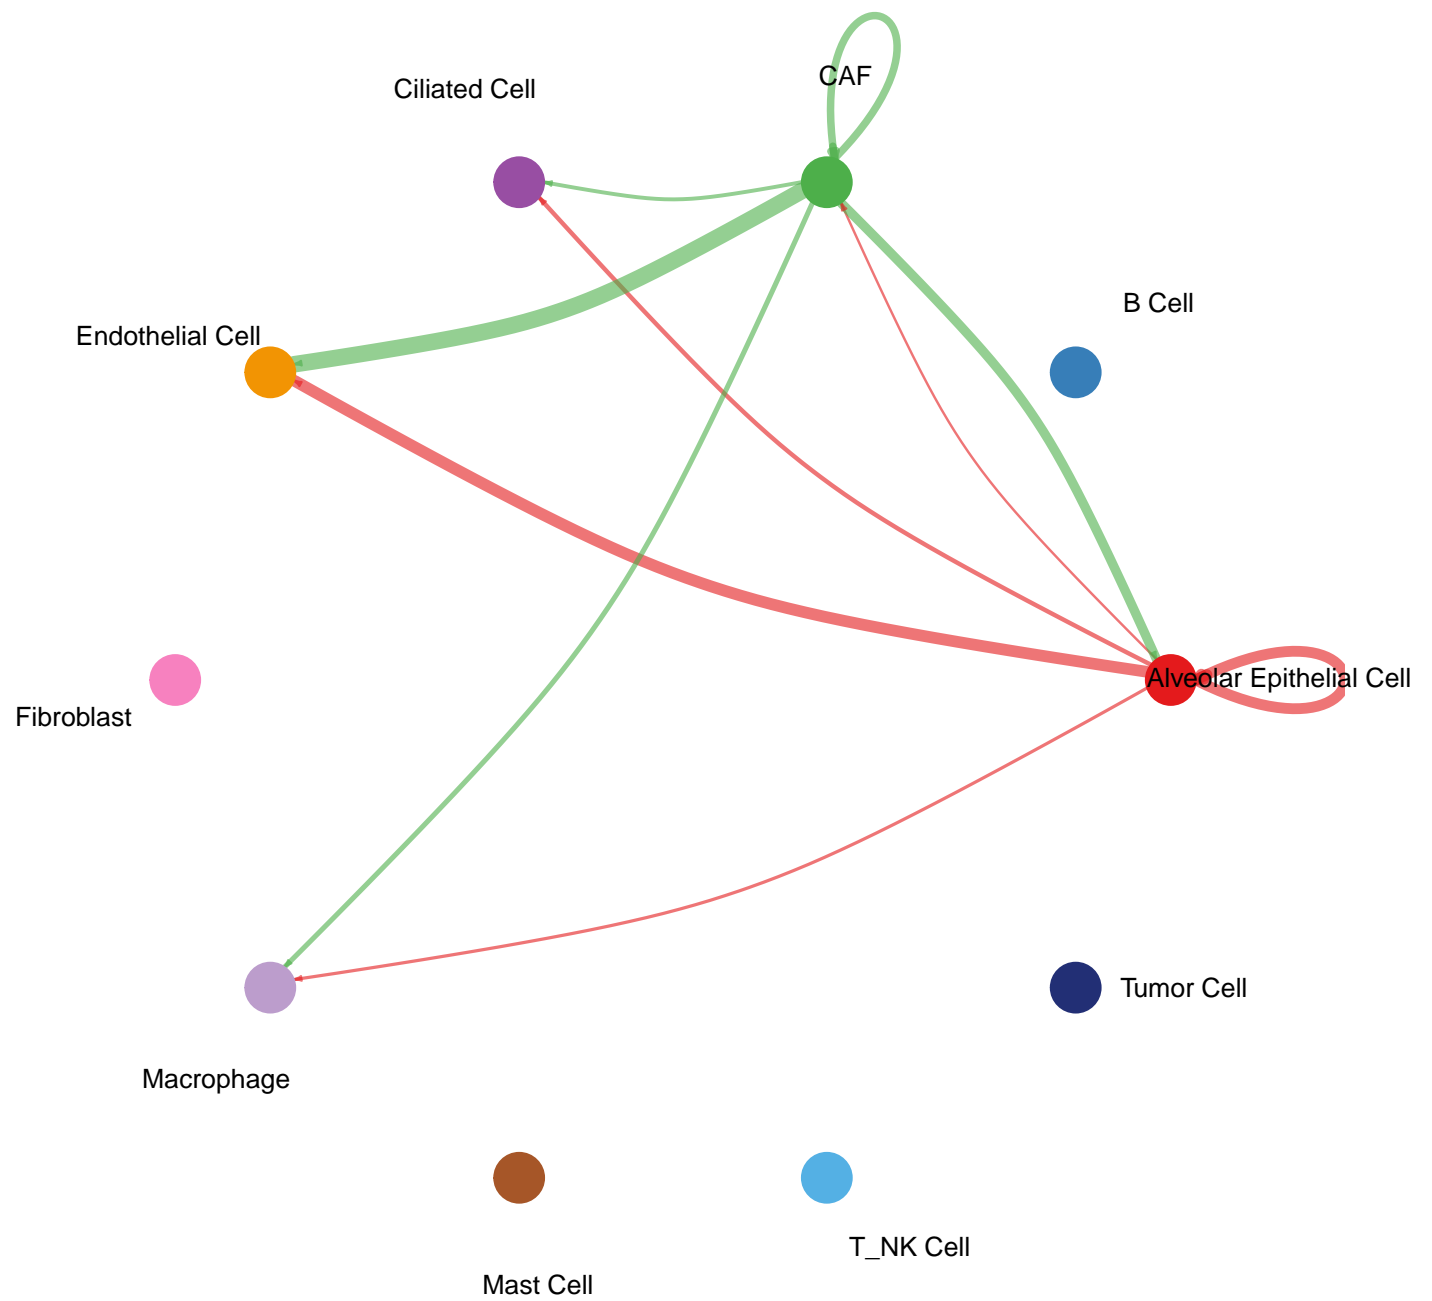 CAF
Ciliated Cell
B Cell
Endothelial Cell
Alveolar Epithelial Cell
Fibroblast
Tumor Cell
Macrophage
T_NK Cell
Mast Cell